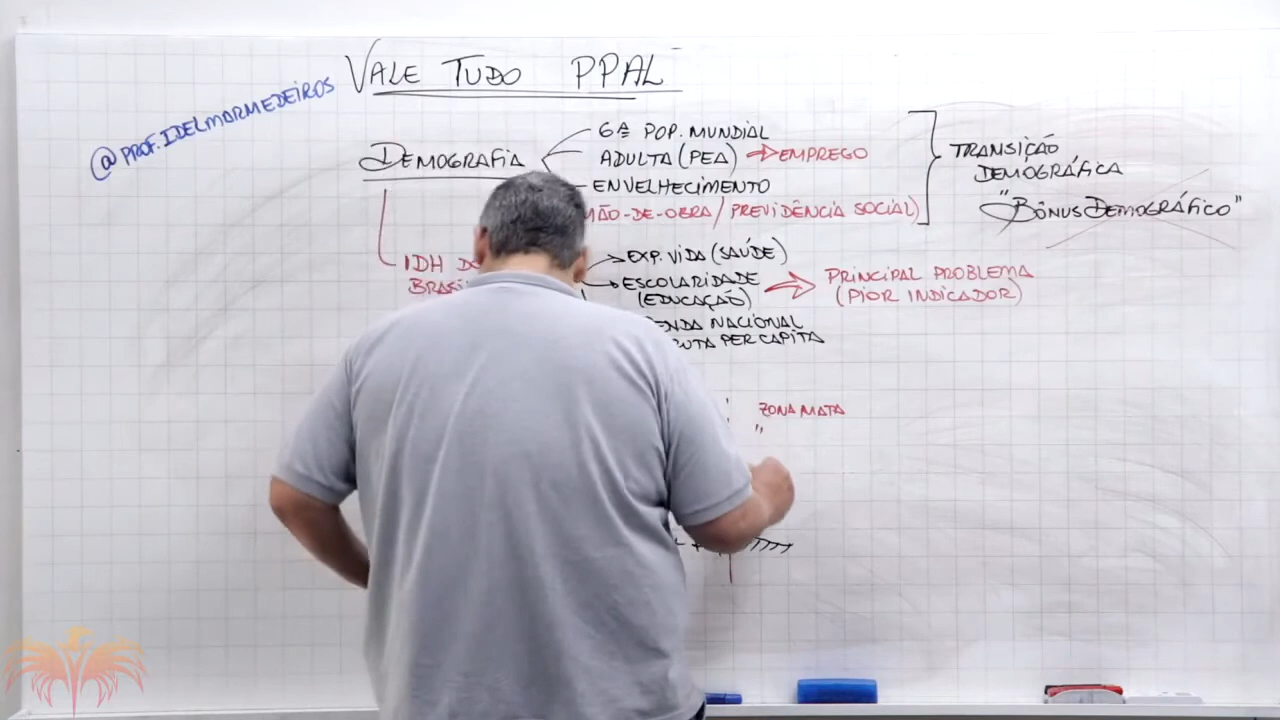 VALE TUDO PPAL
@PROF.IDELMARMEDEIROS
DEMOGRAFIA
6ª POP. MUNDIAL
ADULTA (PEA) → EMPREGO
ENVELHECIMENTO
MÃO-DE-OBRA / PREVIDÊNCIA SOCIAL)
TRANSIÇÃO
DEMOGRÁFICA
"BÔNUS DEMOGRÁFICO"
IDH
EXP. VIDA (SAÚDE)
ESCOLARIDADE
(EDUCAÇÃO)
PRINCIPAL PROBLEMA
(PIOR INDICADOR)
NACIONAL
PER CAPITA
ZONA MATA
"